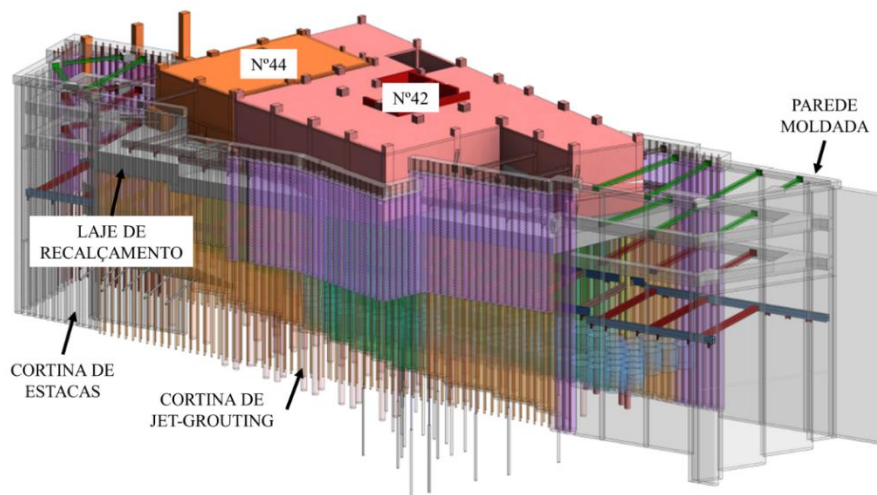 Nº44
Nº42
PAREDE
MOLDADA
LAJE DE
RECALÇAMENTO
CORTINA DE
ESTACAS
CORTINA DE
JET-GROUTING